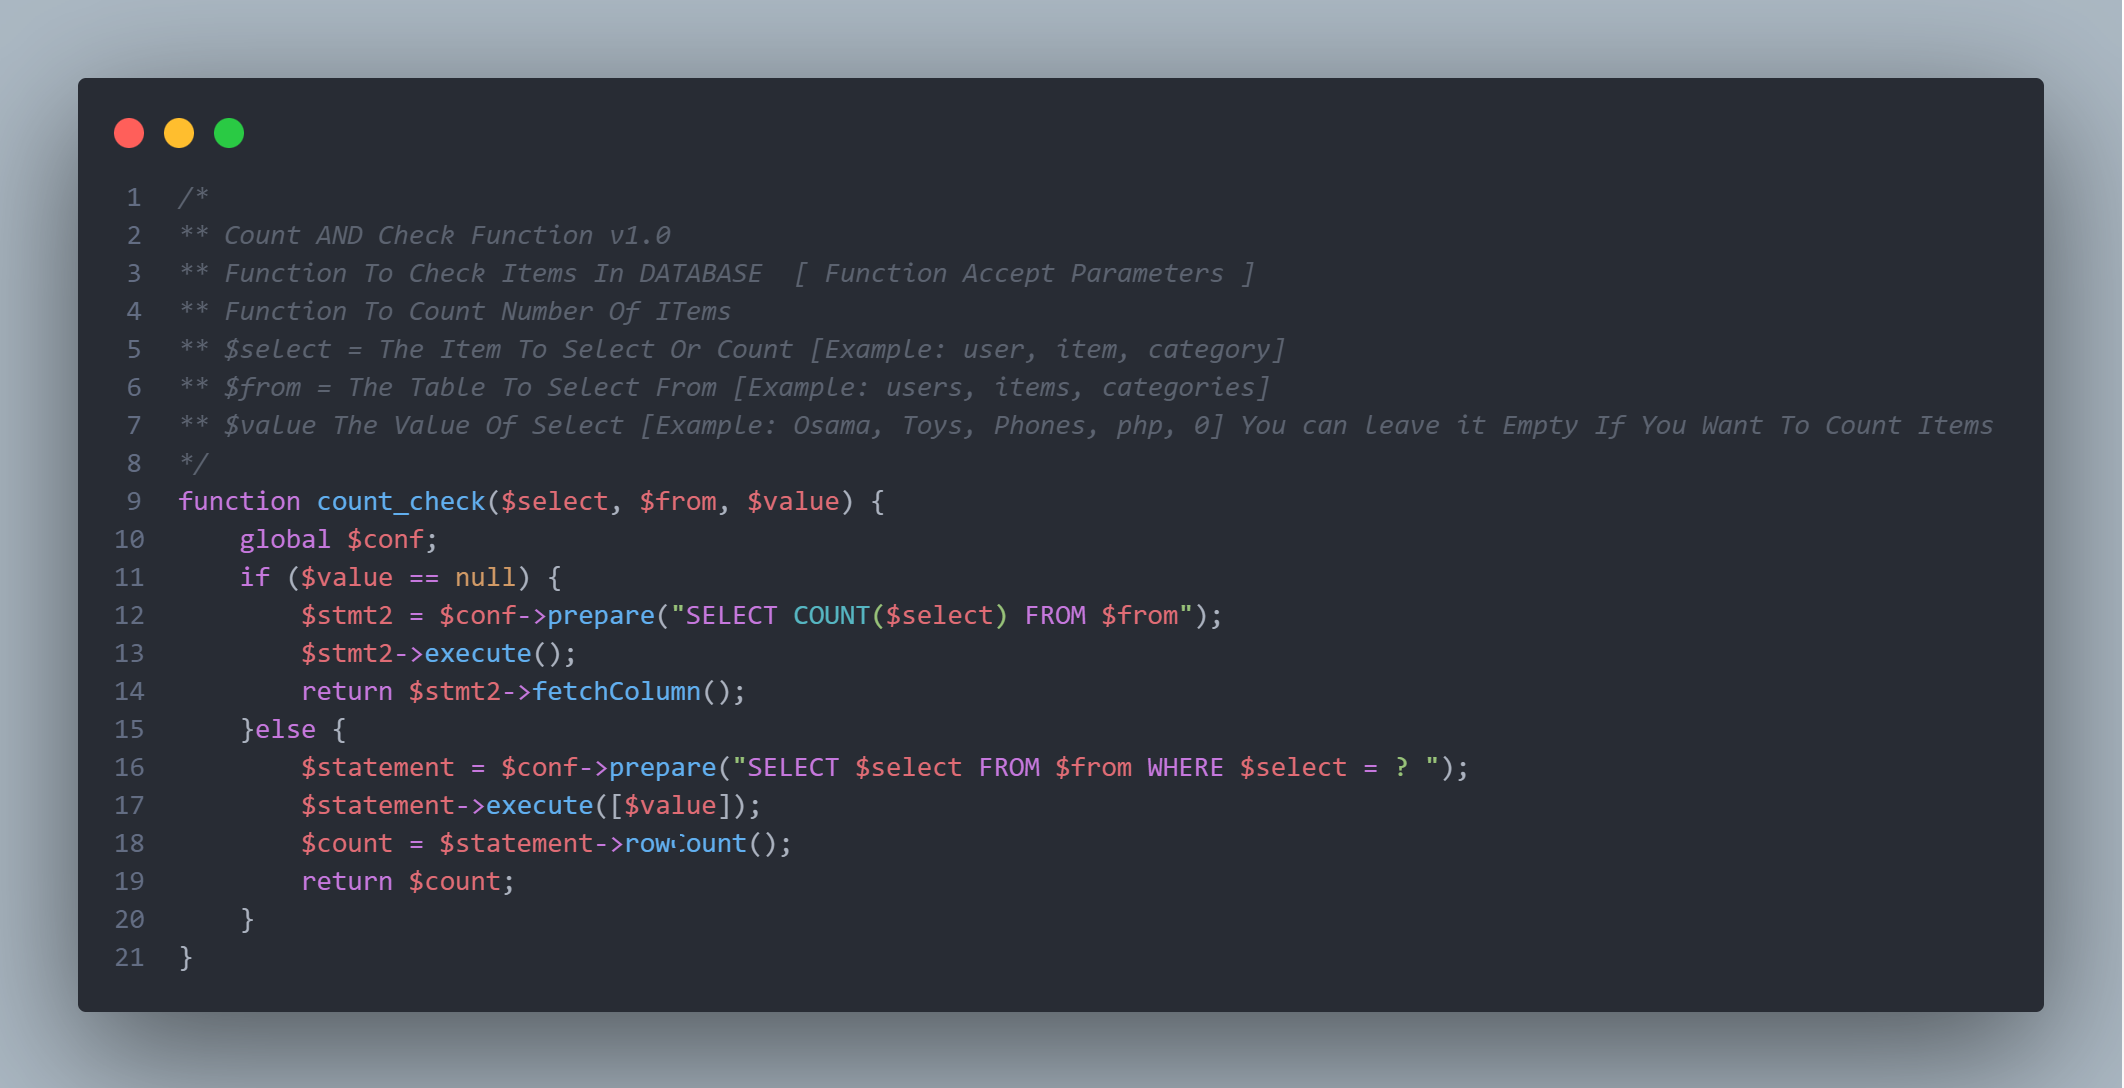 1 /*
2 ** Count AND Check Function v1.0
3 ** Function To Check Items In DATABASE  [ Function Accept Parameters ]
4 ** Function To Count Number Of ITems
5 ** $select = The Item To Select Or Count [Example: user, item, category]
6 ** $from = The Table To Select From [Example: users, items, categories]
7 ** $value The Value Of Select [Example: Osama, Toys, Phones, php, 0] You can leave it Empty If You Want To Count Items
8 */
9 function count_check($select, $from, $value) {
10     global $conf;
11     if ($value == null) {
12         $stmt2 = $conf->prepare("SELECT COUNT($select) FROM $from");
13         $stmt2->execute();
14         return $stmt2->fetchColumn();
15     }else {
16         $statement = $conf->prepare("SELECT $select FROM $from WHERE $select = ? ");
17         $statement->execute([$value]);
18         $count = $statement->rowCount();
19         return $count;
20     }
21 }